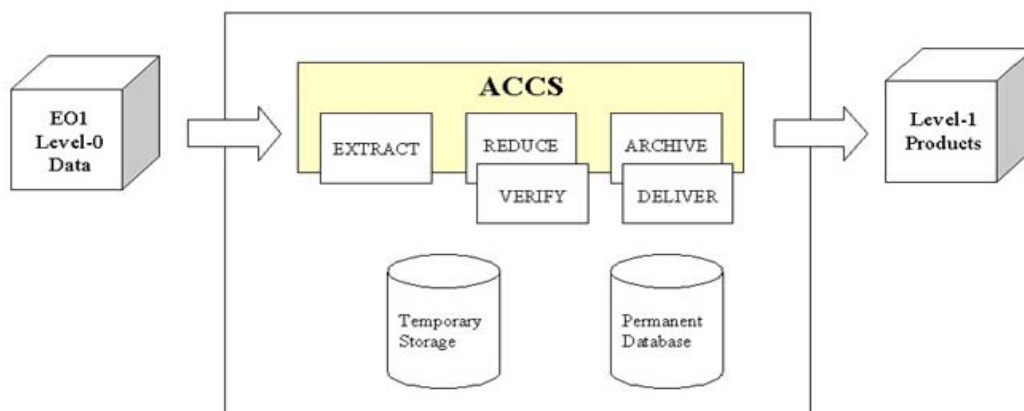 EO1
Level-0
Data
ACCS
EXTRACT
REDUCE
ARCHIVE
VERIFY
DELIVER
Temporary
Storage
Permanent
Database
Level-1
Products